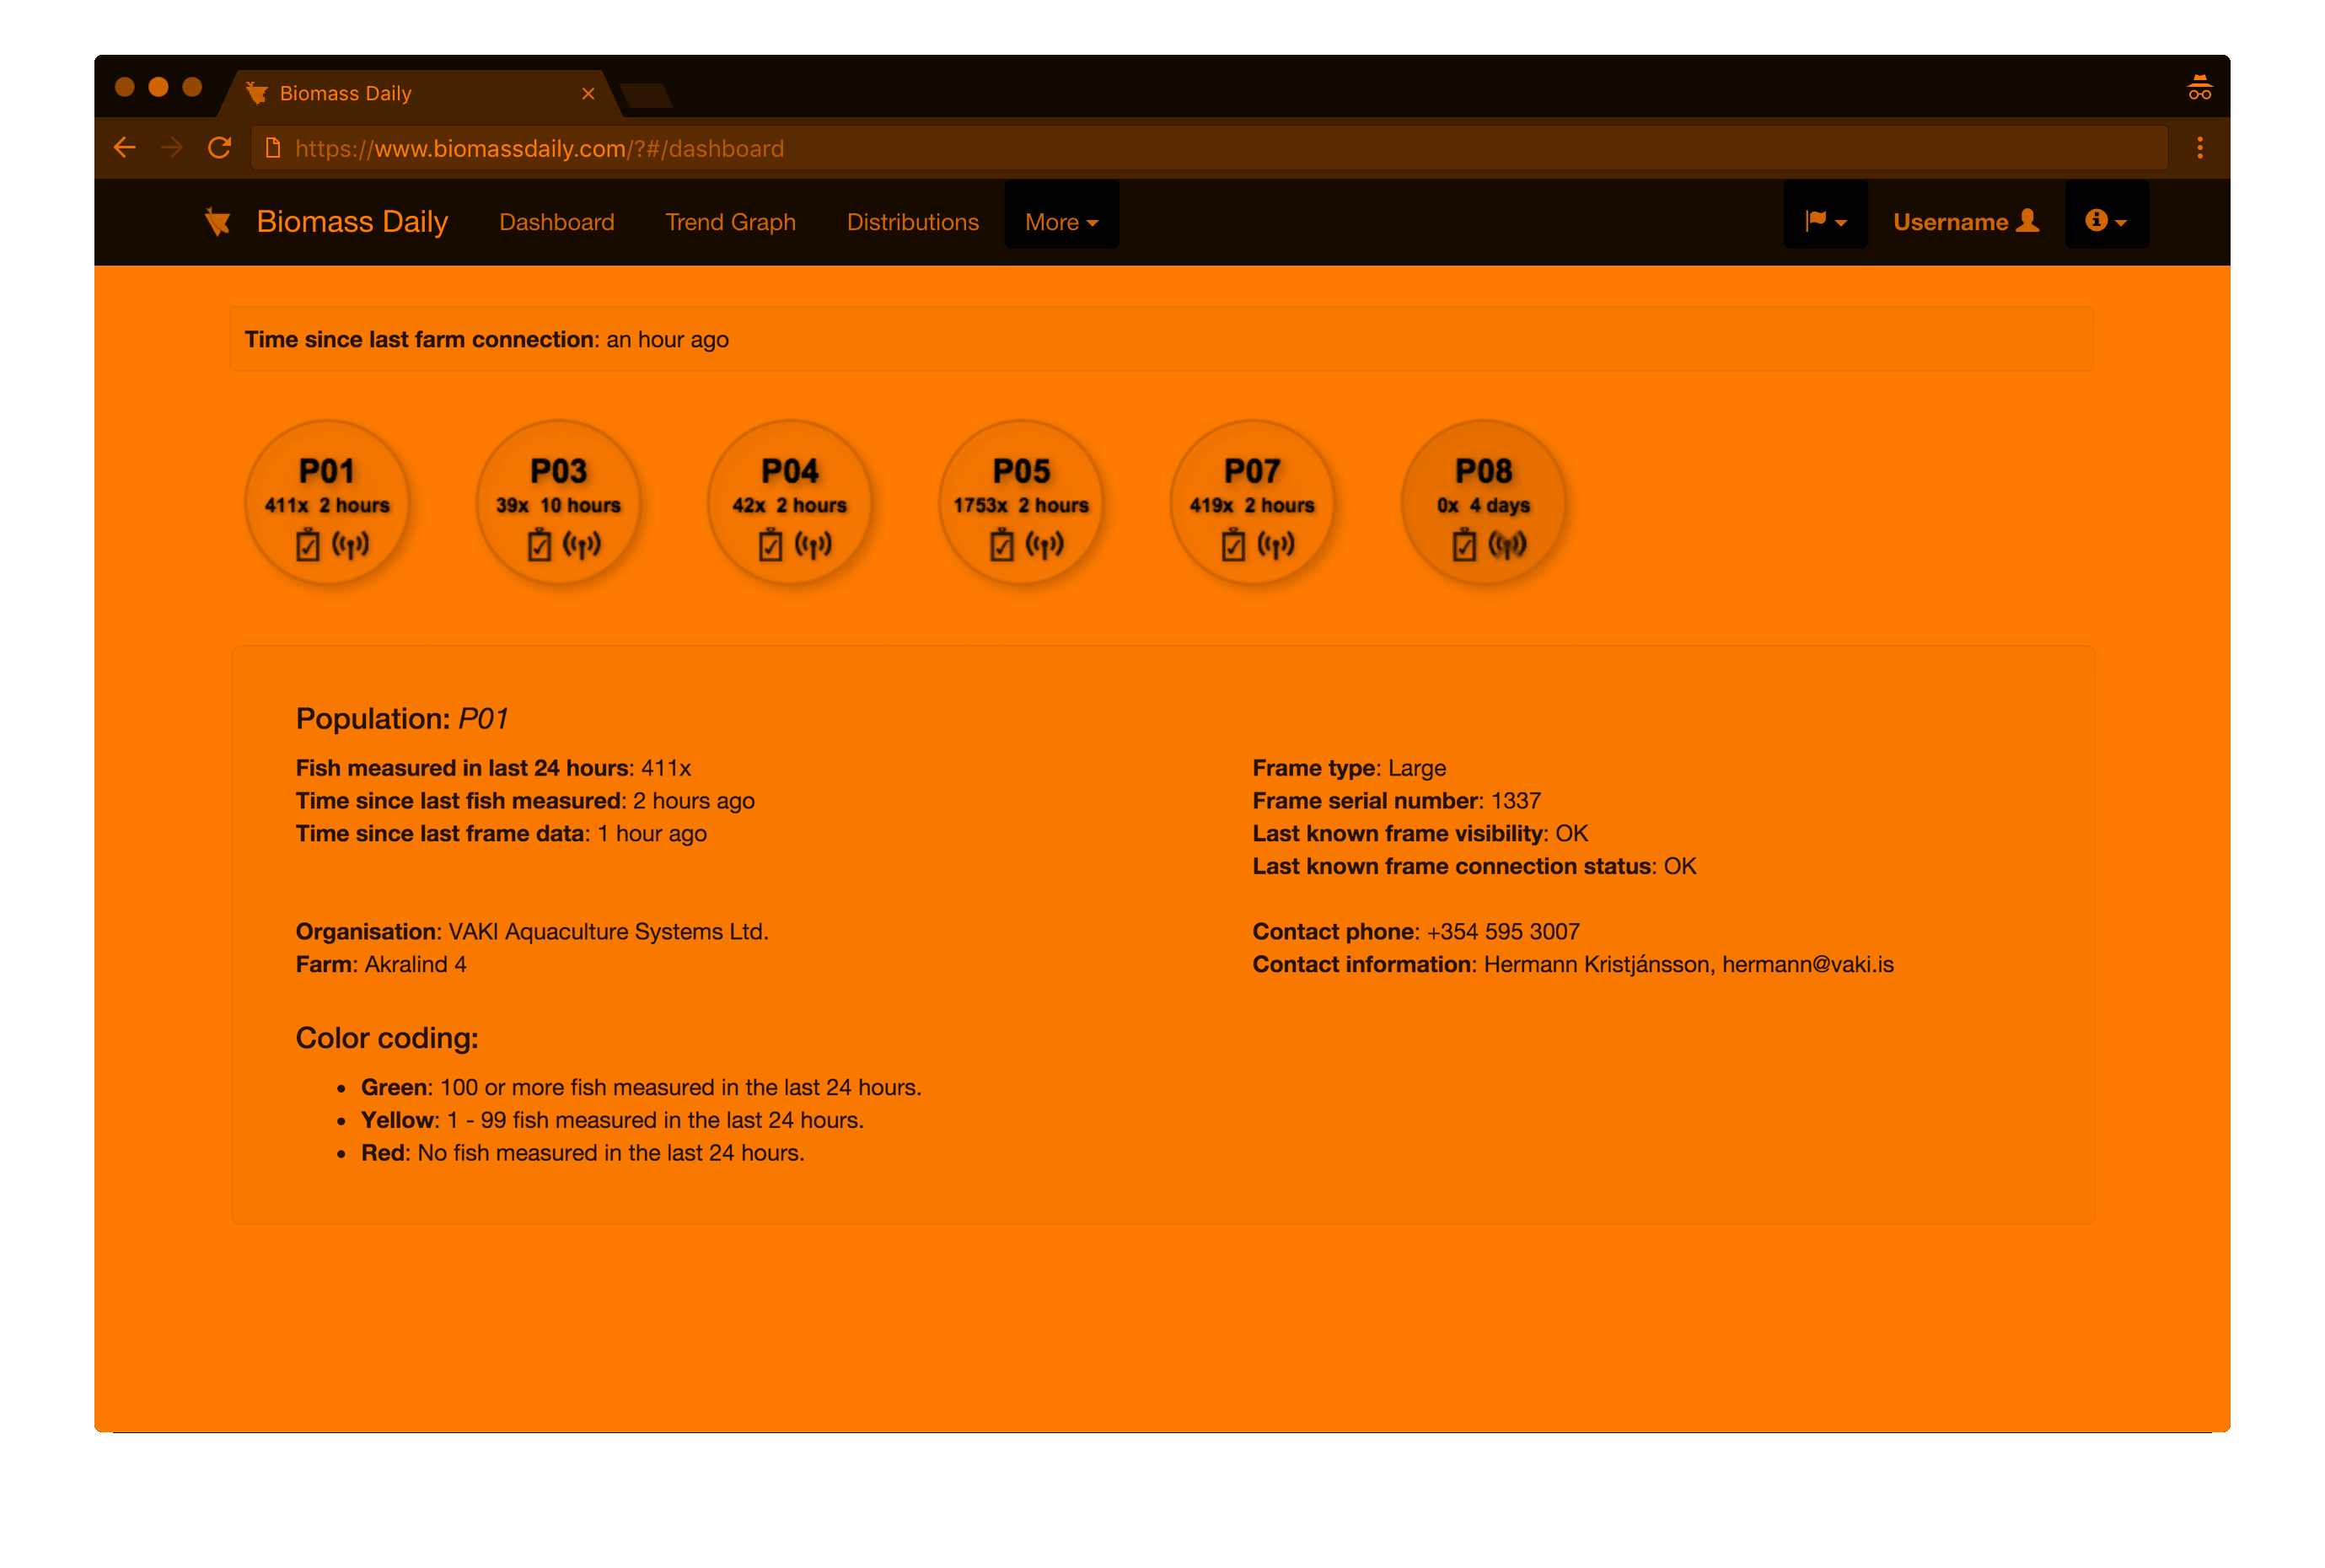 Biomass Daily
https://www.biomassdaily.com/?#/dashboard
Biomass Daily Dashboard Trend Graph Distributions More Username
Time since last farm connection: an hour ago
P01 P03 P04 P05 P07 P08
411x 2 hours 39x 10 hours 42x 2 hours 1753x 2 hours 419x 2 hours 0x 4 days
Population: P01
Fish measured in last 24 hours: 411x Frame type: Large
Time since last fish measured: 2 hours ago Frame serial number: 1337
Time since last frame data: 1 hour ago Last known frame visibility: OK
Last known frame connection status: OK
Organisation: VAKI Aquaculture Systems Ltd. Contact phone: +354 595 3007
Farm: Akralind 4 Contact information: Hermann Kristjánsson, hermann@vaki.is
Color coding:
• Green: 100 or more fish measured in the last 24 hours.
• Yellow: 1 - 99 fish measured in the last 24 hours.
• Red: No fish measured in the last 24 hours.